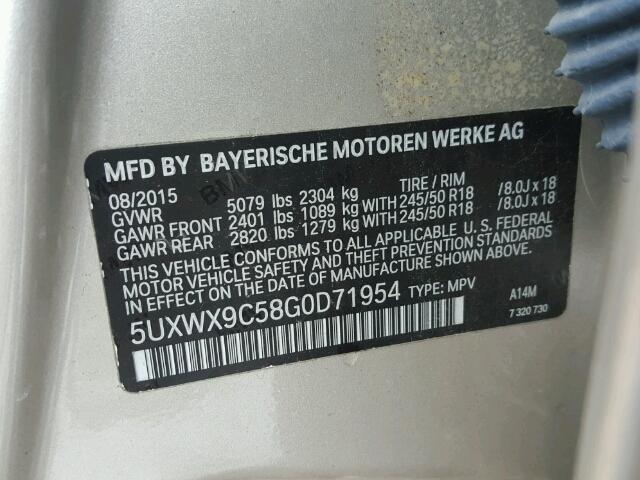 MFD BY BAYERISCHE MOTOREN WERKE AG
08/2015 TIRE / RIM
GVWR 5079 lbs 2304 kg
GAWR FRONT 2401 lbs 1089 kg WITH 245/50 R18 /8.0J x 18
GAWR REAR 2820 lbs 1279 kg WITH 245/50 R18 /8.0J x 18
THIS VEHICLE CONFORMS TO ALL APPLICABLE U. S. FEDERAL
MOTOR VEHICLE SAFETY AND THEFT PREVENTION STANDARDS
IN EFFECT ON THE DATE OF MANUFACTURE SHOWN ABOVE.
5UXWX9C58G0D71954 TYPE: MPV A14M
7 320 730